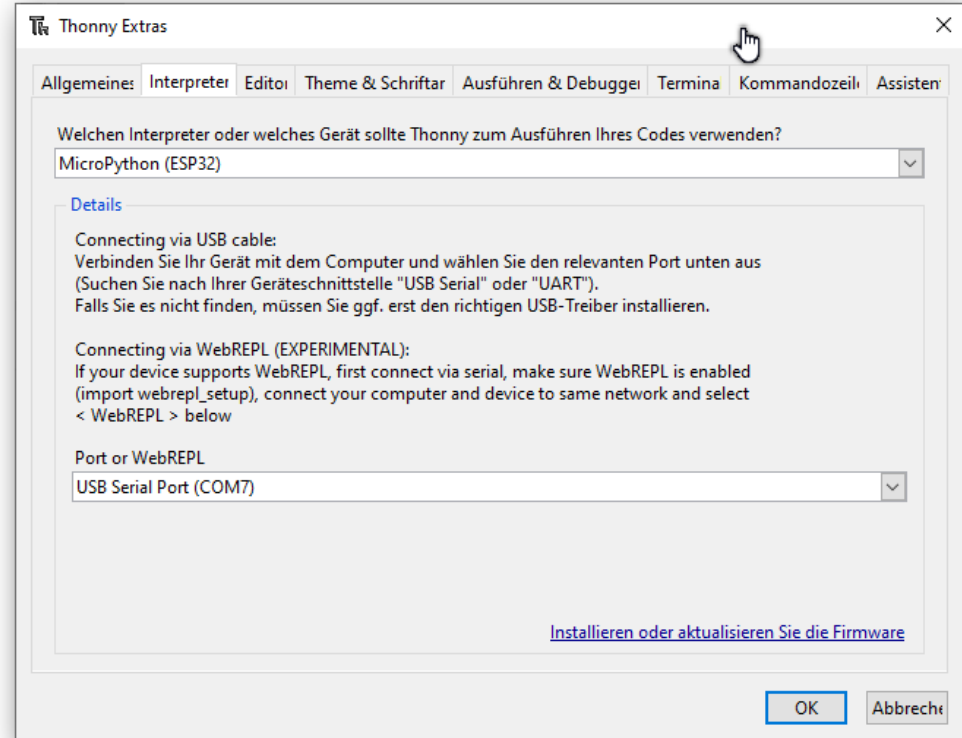 Thonny Extras
Allgemeines Interpreter Editor Theme & Schriftar Ausführen & Debugger Terminal Kommandozeile Assistent
Welchen Interpreter oder welches Gerät sollte Thonny zum Ausführen Ihres Codes verwenden?
MicroPython (ESP32)
Details
Connecting via USB cable:
Verbinden Sie Ihr Gerät mit dem Computer und wählen Sie den relevanten Port unten aus
(Suchen Sie nach Ihrer Geräteschnittstelle "USB Serial" oder "UART").
Falls Sie es nicht finden, müssen Sie ggf. erst den richtigen USB-Treiber installieren.
Connecting via WebREPL (EXPERIMENTAL):
If your device supports WebREPL, first connect via serial, make sure WebREPL is enabled
(import webrepl_setup), connect your computer and device to same network and select
< WebREPL > below
Port or WebREPL
USB Serial Port (COM7)
Installieren oder aktualisieren Sie die Firmware
OK Abbreche